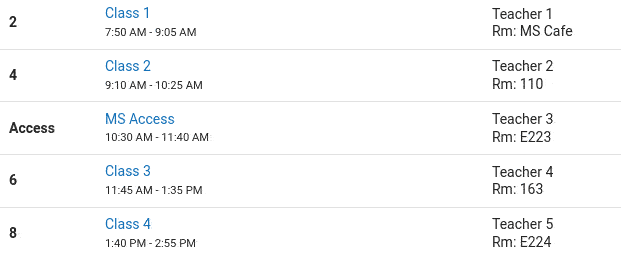 2
Class 1
7:50 AM - 9:05 AM
Teacher 1
Rm: MS Cafe
4
Class 2
9:10 AM - 10:25 AM
Teacher 2
Rm: 110
Access
MS Access
10:30 AM - 11:40 AM
Teacher 3
Rm: E223
6
Class 3
11:45 AM - 1:35 PM
Teacher 4
Rm: 163
8
Class 4
1:40 PM - 2:55 PM
Teacher 5
Rm: E224